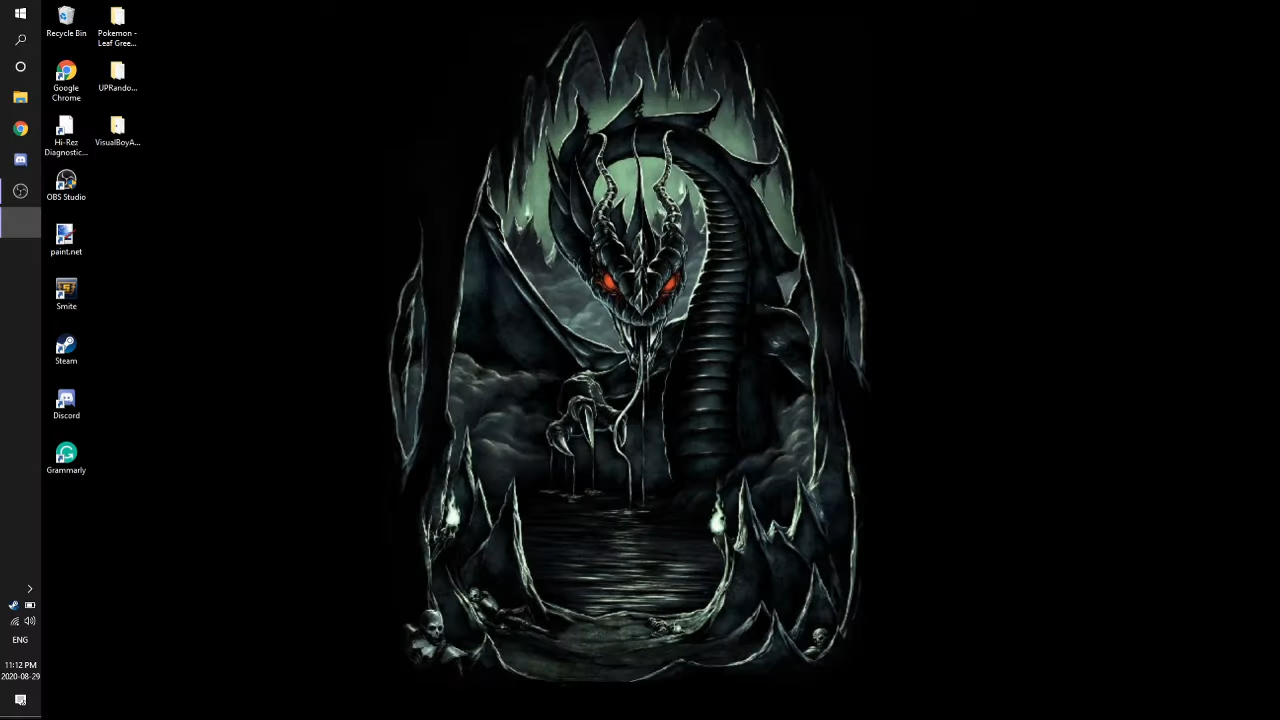 Recycle Bin
Pokemon -
Leaf Gree...
Google
Chrome
UPRando...
Hi-Rez
Diagnostic...
VisualBoyA...
OBS Studio
paint.net
Smite
Steam
Discord
Grammarly
ENG
11:12 PM
2020-08-29